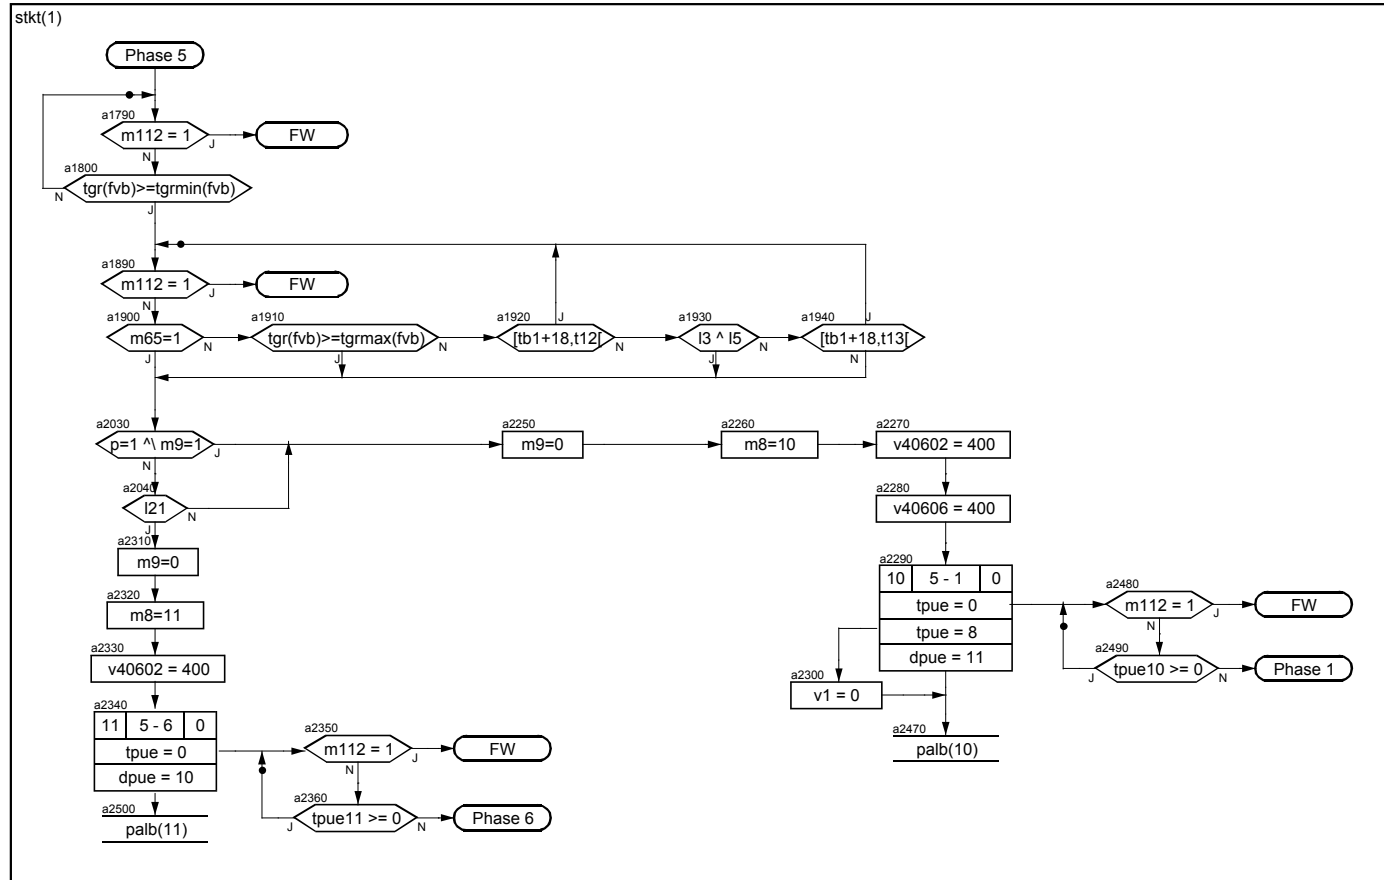 stkt(1)
Phase 5
a1790
m112 = 1
J
FW
N
a1800
tgr(fvb)>=tgrmin(fvb)
N
J
a1890
m112 = 1
J
FW
N
a1900
m65=1
N
J
a1910
tgr(fvb)>=tgrmax(fvb)
N
J
a1920
[tb1+18,t12[
J
N
a1930
l3 ^ l5
N
J
a1940
[tb1+18,t13[
J
N
a2030
p=1 ^\ m9=1
J
N
a2040
l21
N
J
a2250
m9=0
a2260
m8=10
a2270
v40602 = 400
a2280
v40606 = 400
a2290
10 5 - 1 0
tpue = 0
tpue = 8
dpue = 11
a2300
v1 = 0
a2470
palb(10)
a2480
m112 = 1
J
FW
N
a2490
tpue10 >= 0
J
N
Phase 1
a2310
m9=0
a2320
m8=11
a2330
v40602 = 400
a2340
11 5 - 6 0
tpue = 0
dpue = 10
a2500
palb(11)
a2350
m112 = 1
J
FW
N
a2360
tpue11 >= 0
J
N
Phase 6